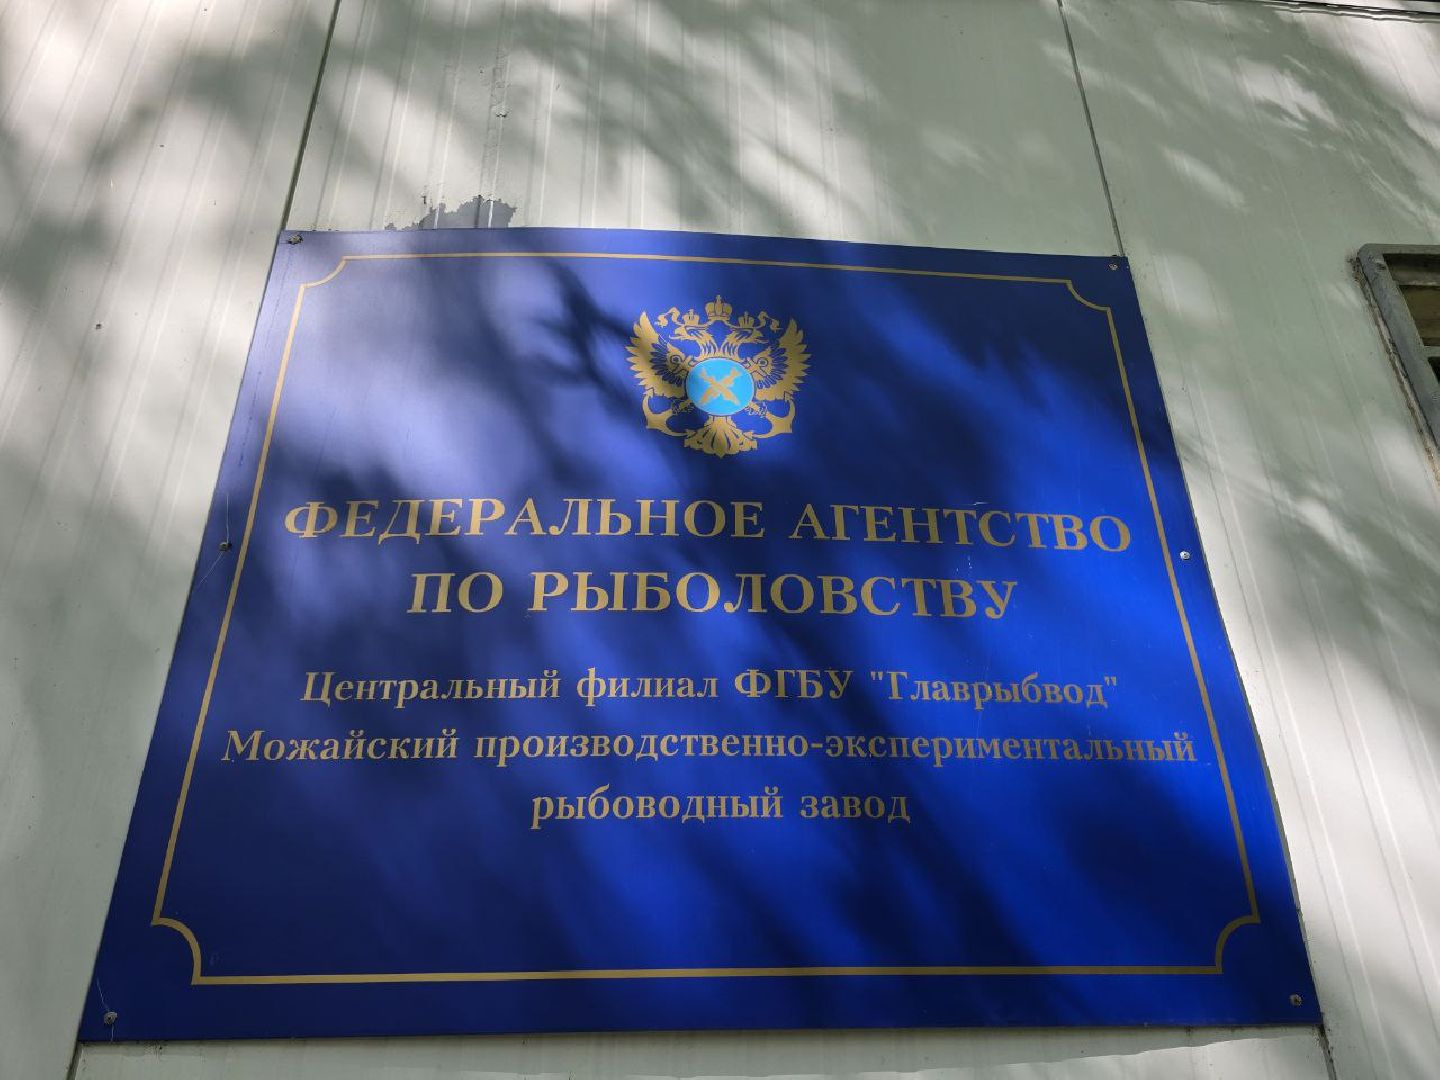 ФЕДЕРАЛЬНОЕ АГЕНТСТВО
ПО РЫБОЛОВСТВУ
Центральный филиал ФГБУ "Главрыбвод"
Можайский производственно-экспериментальный
рыбоводный завод